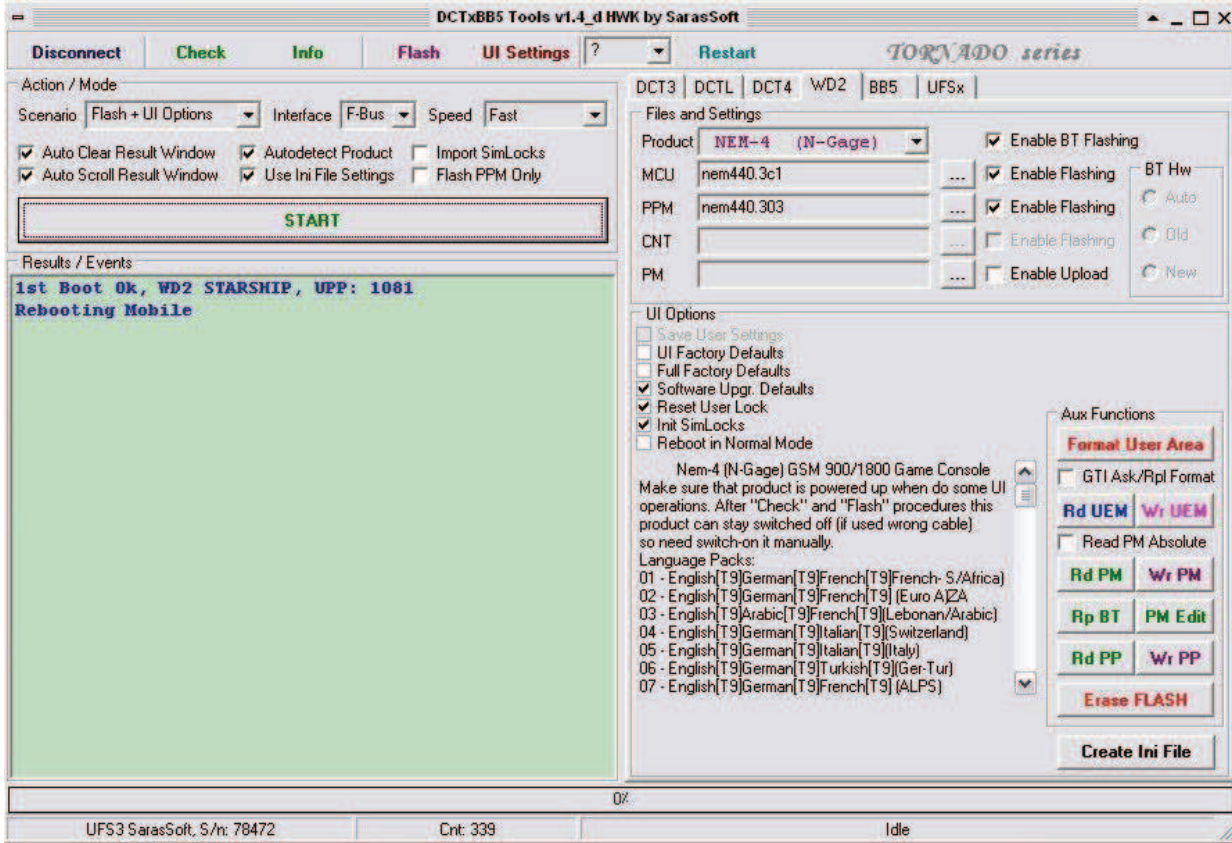 DCTxBB5 Tools v1.4_d HWK by SarasSoft
Disconnect Check Info Flash UI Settings ? Restart TORNADO series
Action / Mode
Scenario Flash + UI Options Interface F-Bus Speed Fast
Auto Clear Result Window Autodetect Product Import SimLocks
Auto Scroll Result Window Use Ini File Settings Flash PPM Only
START
Results / Events
1st Boot Ok, WD2 STARSHIP, UPP: 1081
Rebooting Mobile
DCT3 DCTL DCT4 WD2 BB5 UFSx
Files and Settings
Product NEM-4 (N-Gage) Enable BT Flashing
MCU nem440.3c1 ... Enable Flashing
PPM nem440.303 ... Enable Flashing
CNT ... Enable Flashing
PM ... Enable Upload
BT Hw
Auto
Old
New
UI Options
Save User Settings
UI Factory Defaults
Full Factory Defaults
Software Upgr. Defaults
Reset User Lock
Init SimLocks
Reboot in Normal Mode
Nem-4 (N-Gage) GSM 900/1800 Game Console
Make sure that product is powered up when do some UI
operations. After "Check" and "Flash" procedures this
product can stay switched off (if used wrong cable)
so need switch-on it manually.
Language Packs:
01 - English[T9]German[T9]French[T9]French- S/Africa)
02 - English[T9]German[T9]French[T9] (Euro A)ZA
03 - English[T9]Arabic[T9]French[T9](Lebonan/Arabic)
04 - English[T9]German[T9]Italian[T9](Switzerland)
05 - English[T9]German[T9]Italian[T9](Italy)
06 - English[T9]German[T9]Turkish[T9](Ger-Tur)
07 - English[T9]German[T9]French[T9] (ALPS)
Aux Functions
Format User Area
GTI Ask/Rpl Format
Rd UEM Wr UEM
Read PM Absolute
Rd PM Wr PM
Rp BT PM Edit
Rd PP Wr PP
Erase FLASH
Create Ini File
0%
UFS3 SarasSoft, S/n: 78472 Cnt: 339 Idle